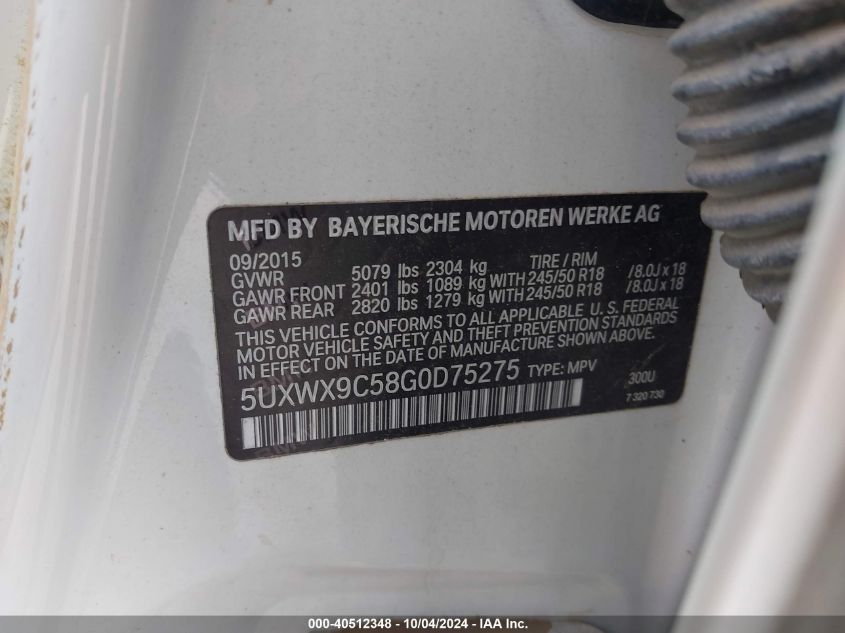 MFD BY BAYERISCHE MOTOREN WERKE AG
09/2015 TIRE / RIM
GVWR 5079 lbs 2304 kg
GAWR FRONT 2401 lbs 1089 kg WITH 245/50 R18 /8.0J x 18
GAWR REAR 2820 lbs 1279 kg WITH 245/50 R18 /8.0J x 18
THIS VEHICLE CONFORMS TO ALL APPLICABLE U. S. FEDERAL
MOTOR VEHICLE SAFETY AND THEFT PREVENTION STANDARDS
IN EFFECT ON THE DATE OF MANUFACTURE SHOWN ABOVE.
5UXWX9C58G0D75275 TYPE: MPV 300U
7 320 730
000-40512348 - 10/04/2024 - IAA Inc.